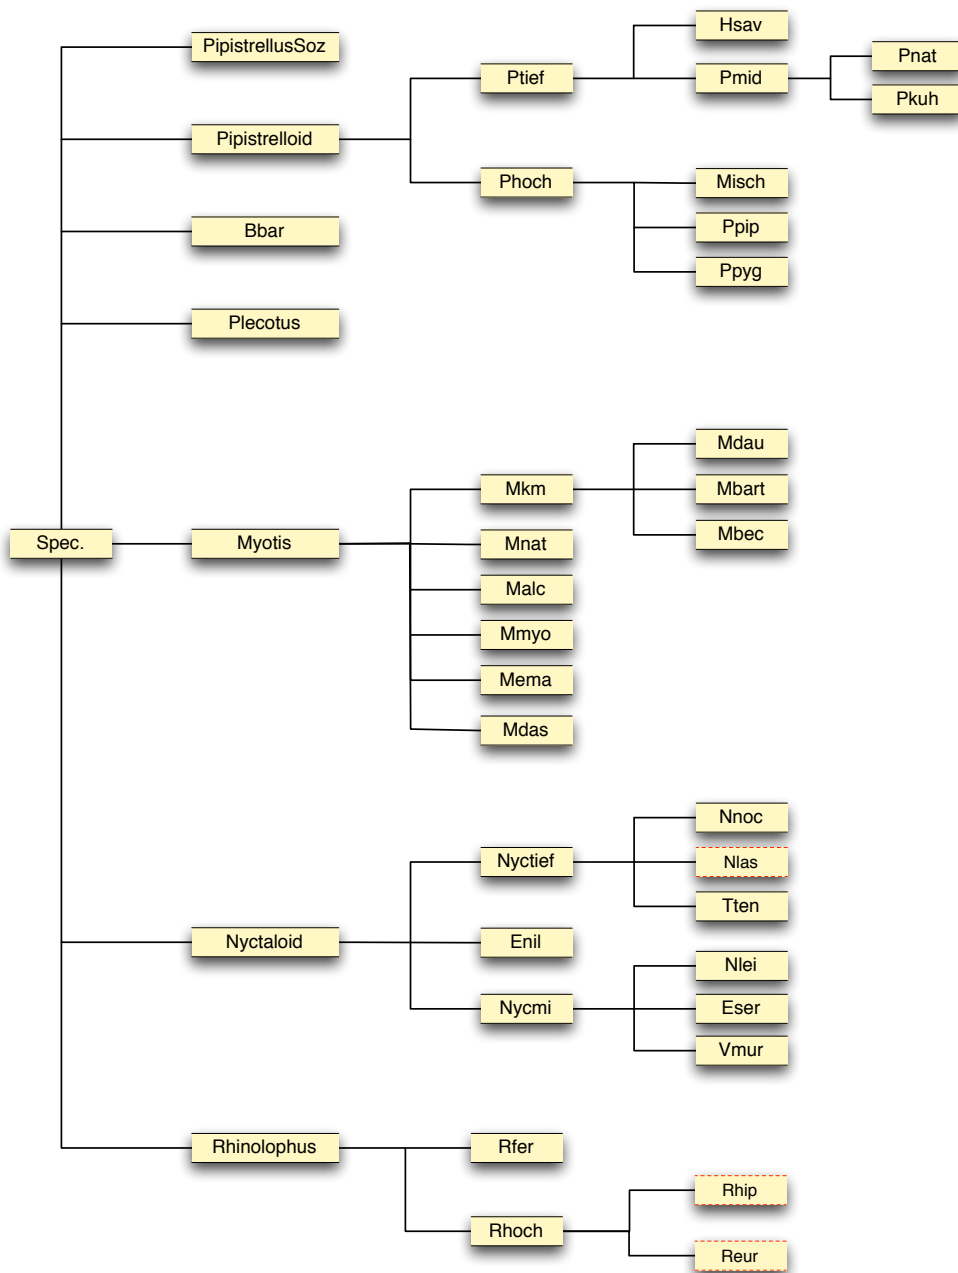 Spec.
PipistrellusSoz
Pipistrelloid
Ptief
Hsav
Pmid
Pnat
Pkuh
Phoch
Misch
Ppip
Ppyg
Bbar
Plecotus
Myotis
Mkm
Mdau
Mbart
Mbec
Mnat
Malc
Mmyo
Mema
Mdas
Nyctaloid
Nyctief
Nnoc
Nlas
Tten
Enil
Nycmi
Nlei
Eser
Vmur
Rhinolophus
Rfer
Rhoch
Rhip
Reur